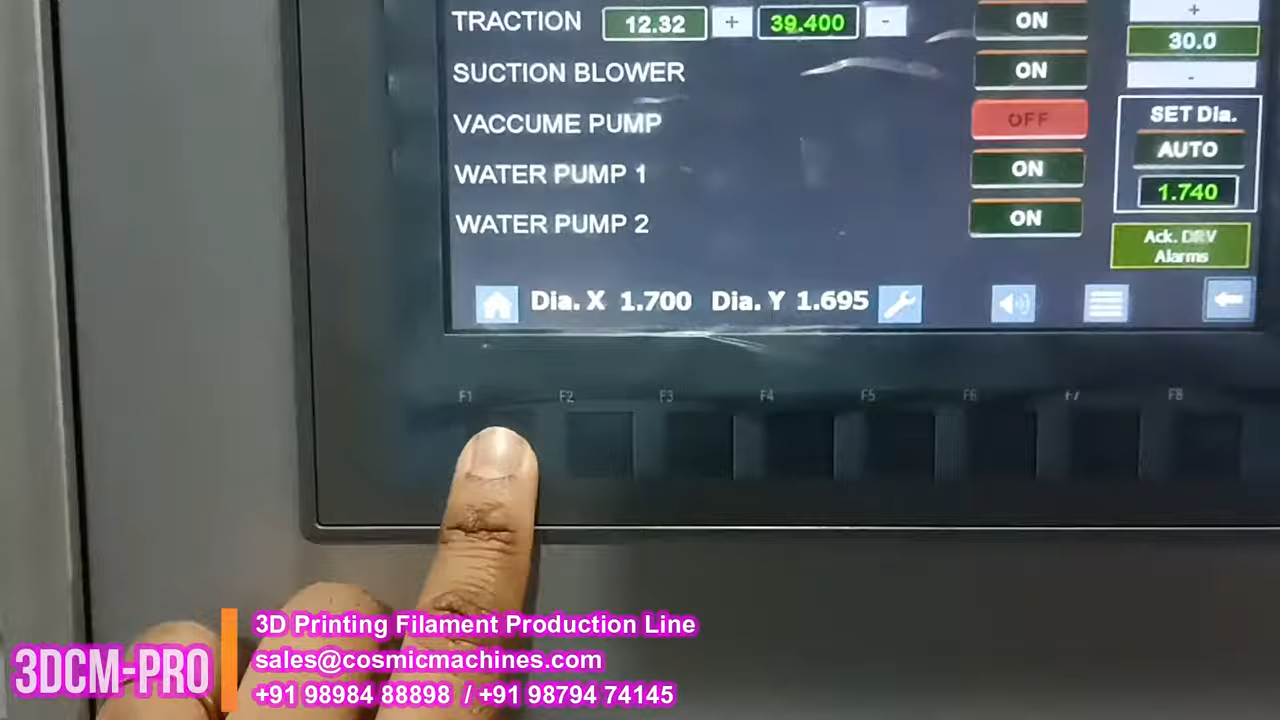 TRACTION 12.32 + 39.400 - ON +
30.0
SUCTION BLOWER ON -
VACCUME PUMP OFF SET Dia.
AUTO
WATER PUMP 1 ON 1.740
WATER PUMP 2 ON Ack. DRV
Alarms
Dia. X 1.700 Dia. Y 1.695
F1 F2 F3 F4 F5 F6 F7 F8
3DCM-PRO
3D Printing Filament Production Line
sales@cosmicmachines.com
+91 98984 88898 / +91 98794 74145